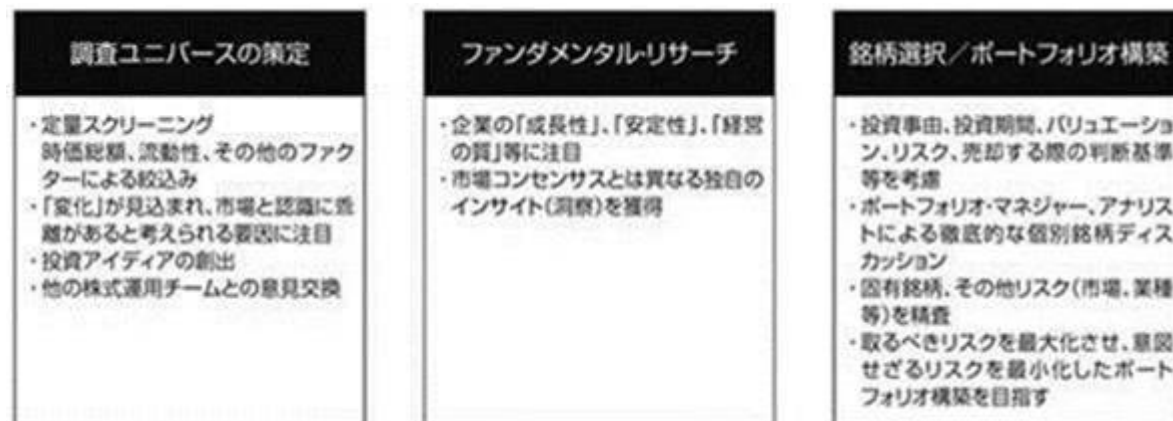 調査ユニバースの策定
・定量スクリーニング
時価総額、流動性、その他のファク
ターによる絞込み
・「変化」が見込まれ、市場と認識に乖
離があると考えられる要因に注目
・投資アイディアの創出
・他の株式運用チームとの意見交換
ファンダメンタル・リサーチ
・企業の「成長性」、「安定性」、「経営
の質」等に注目
・市場コンセンサスとは異なる独自の
インサイト(洞察)を獲得
銘柄選択/ポートフォリオ構築
・投資事由、投資期間、バリュエーショ
ン、リスク、売却する際の判断基準
等を考慮
・ポートフォリオ・マネジャー、アナリス
トによる徹底的な個別銘柄ディス
カッション
・固有銘柄、その他リスク(市場、業種
等)を精査
・取るべきリスクを最大化させ、意図
せざるリスクを最小化したポート
フォリオ構築を目指す